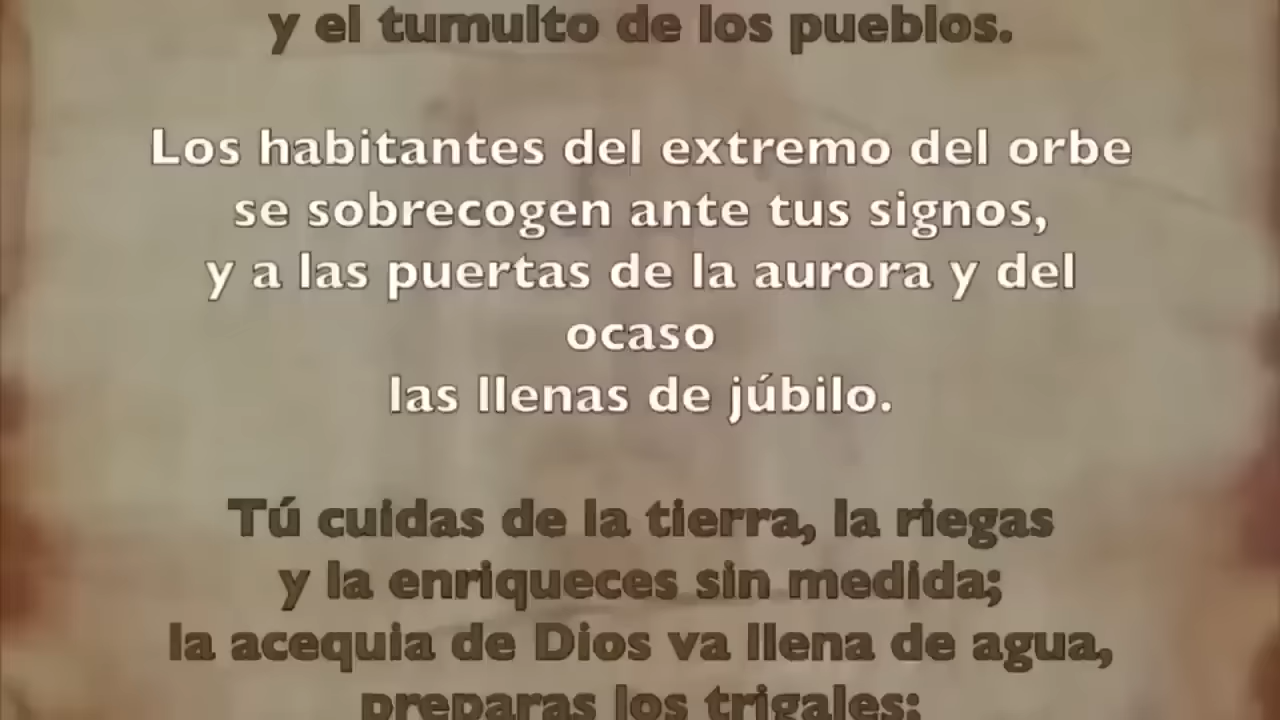 y el tumulto de los pueblos.
Los habitantes del extremo del orbe
se sobrecogen ante tus signos,
y a las puertas de la aurora y del
ocaso
las llenas de júbilo.
Tú cuidas de la tierra, la riegas
y la enriqueces sin medida;
la acequia de Dios va llena de agua,
preparas los trigales;